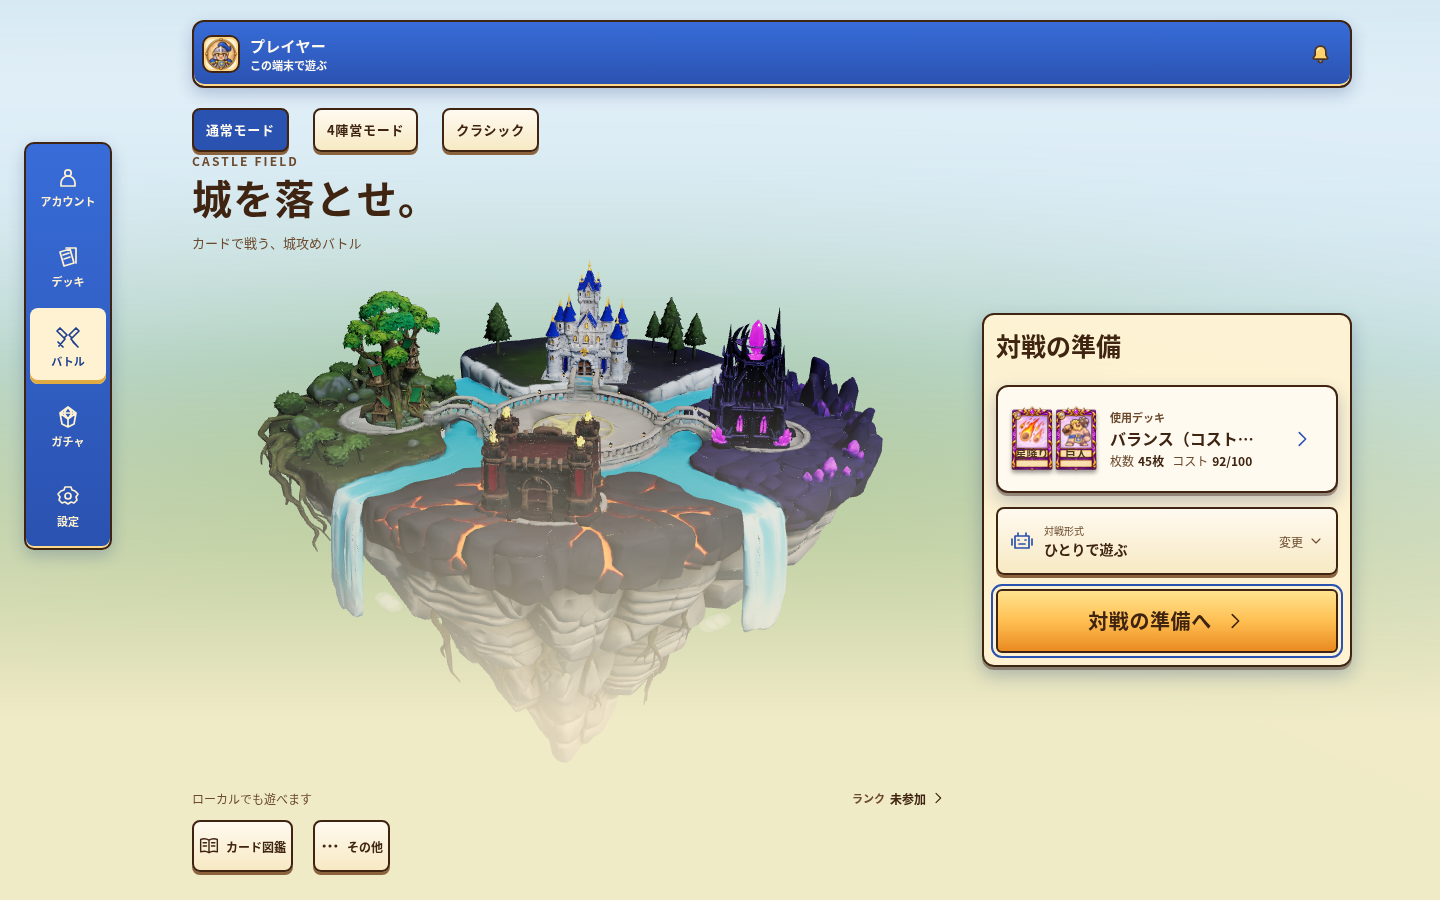 プレイヤー
この端末で遊ぶ
通常モード
4陣営モード
クラシック
アカウント
デッキ
バトル
ガチャ
設定
CASTLE FIELD
城を落とせ。
カードで戦う、城攻めバトル
対戦の準備
使用デッキ
バランス（コスト…
枚数 45枚 コスト 92/100
巨人
対戦形式
ひとりで遊ぶ
変更
対戦の準備へ
ローカルでも遊べます
ランク 未参加
カード図鑑
その他